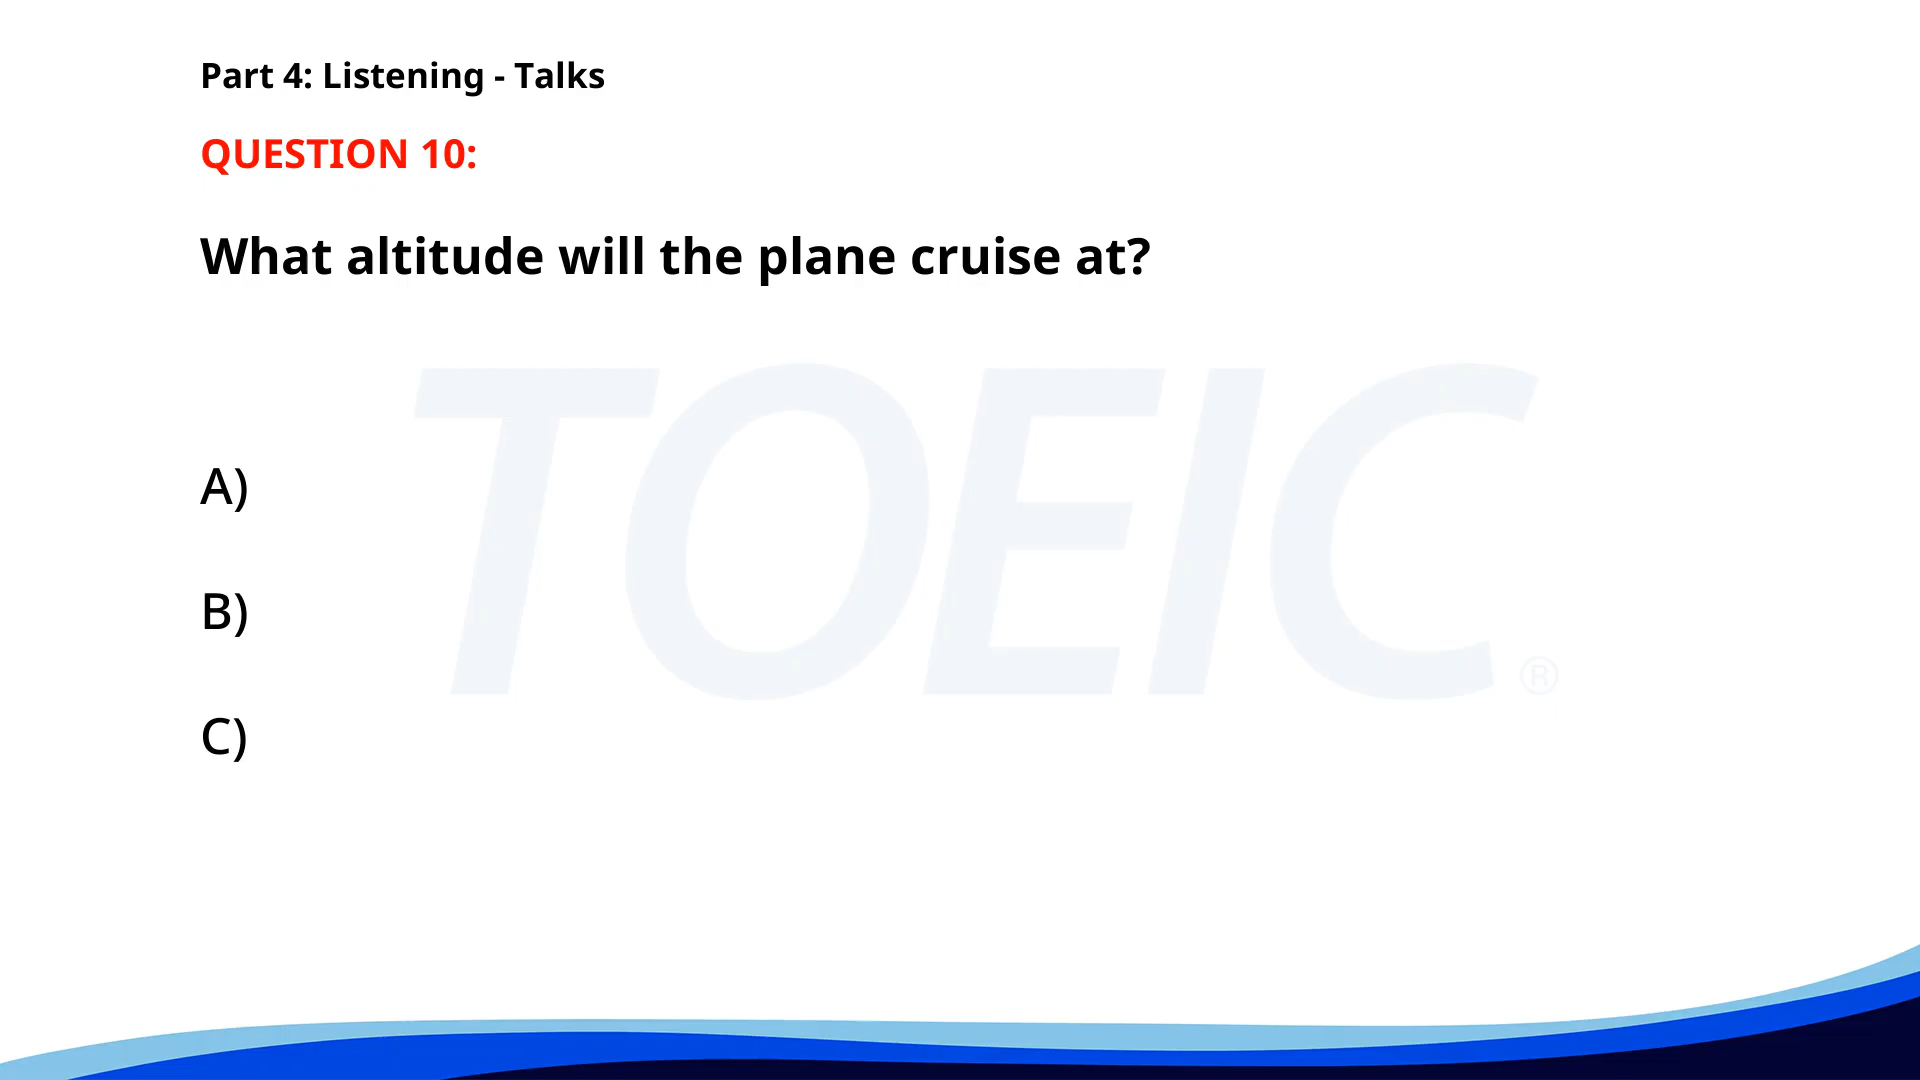 Part 4: Listening - Talks
QUESTION 10:
What altitude will the plane cruise at?
TOEIC®
A)
B)
C)